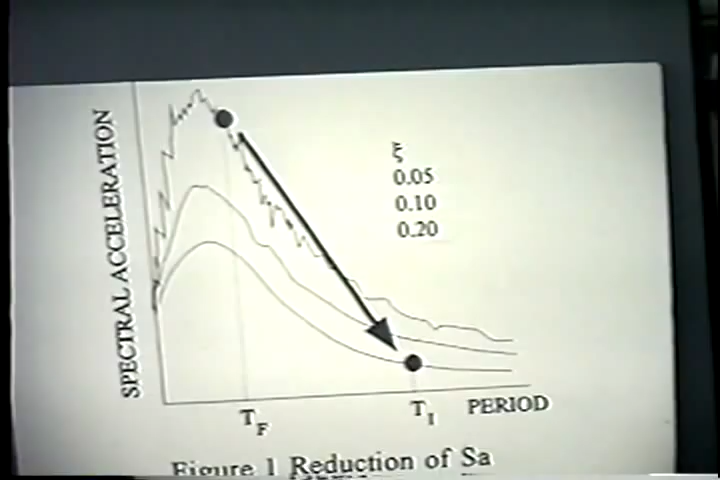 SPECTRAL ACCELERATION
ξ
0.05
0.10
0.20
T_F
T_I
PERIOD
Figure 1 Reduction of Sa